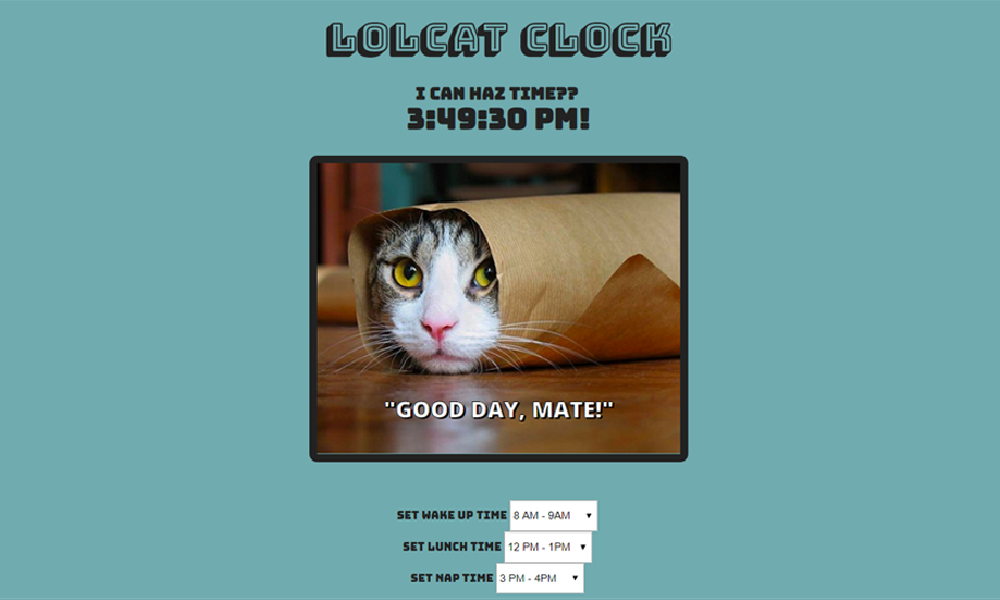 LOLCAT CLOCK
I CAN HAZ TIME??
3:49:30 PM!
"GOOD DAY, MATE!"
SET WAKE UP TIME 8 AM - 9AM
SET LUNCH TIME 12 PM - 1PM
SET NAP TIME 3 PM - 4PM